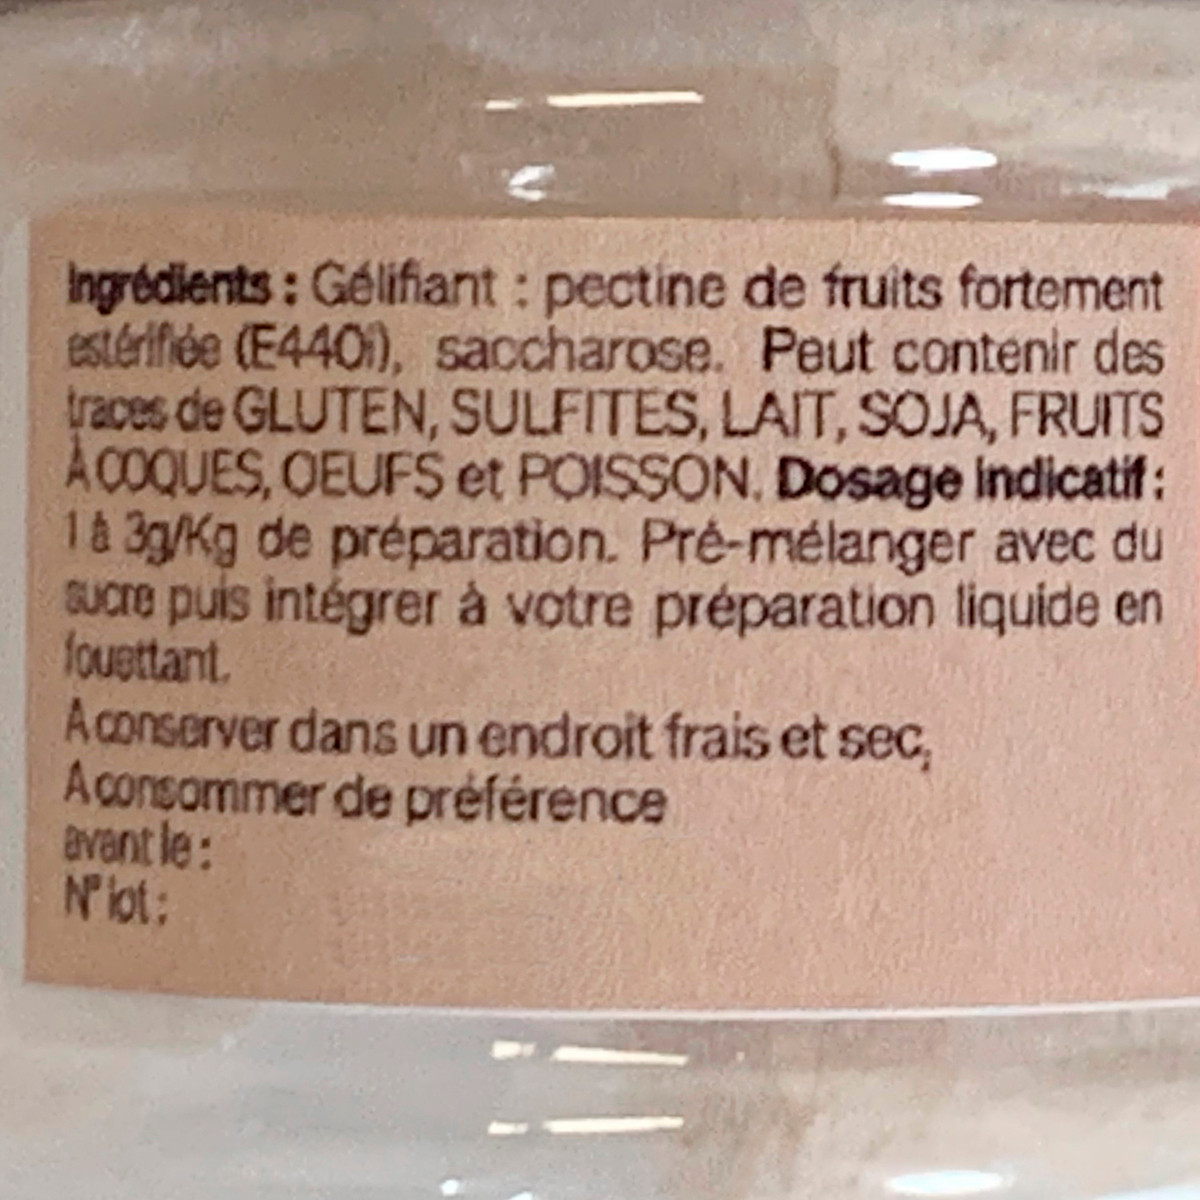 Ingrédients : Gélifiant : pectine de fruits fortement
estérifiée (E440i), saccharose. Peut contenir des
traces de GLUTEN, SULFITES, LAIT, SOJA, FRUITS
À COQUES, OEUFS et POISSON. Dosage indicatif :
1 à 3g/Kg de préparation. Pré-mélanger avec du
sucre puis intégrer à votre préparation liquide en
fouettant.
A conserver dans un endroit frais et sec,
A consommer de préférence
avant le :
N° lot :